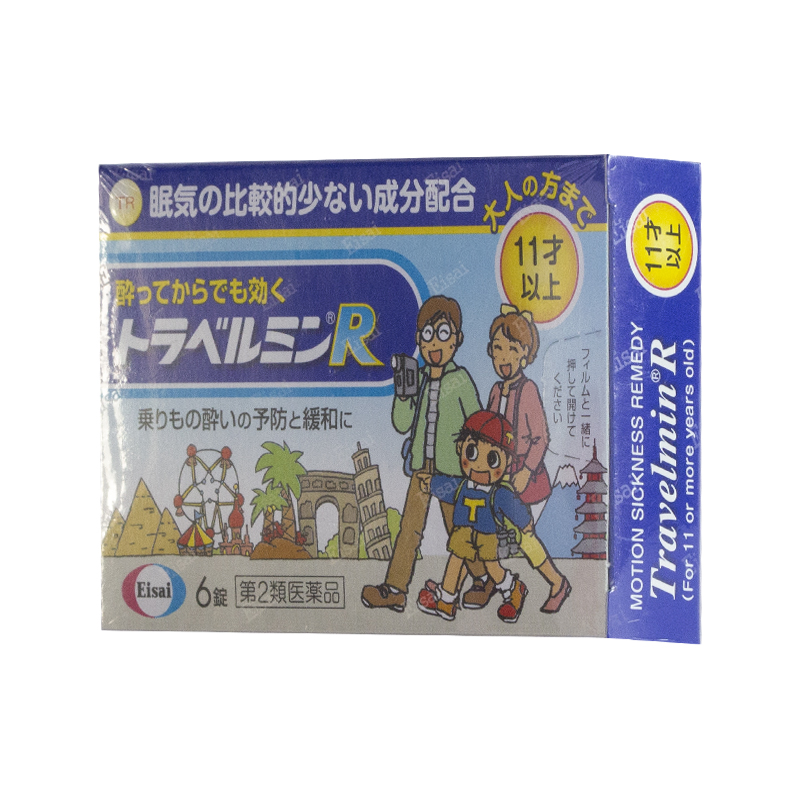 TR
眠気の比較的少ない成分配合
大人の方まで
11才
以上
酔ってからでも効く
トラベルミン®R
乗りもの酔いの予防と緩和に
フィルムと一緒に
押して開けて
ください
T
Eisai
6錠
第2類医薬品
11才
以上
MOTION SICKNESS REMEDY
Travelmin®R
(For 11 or more years old)